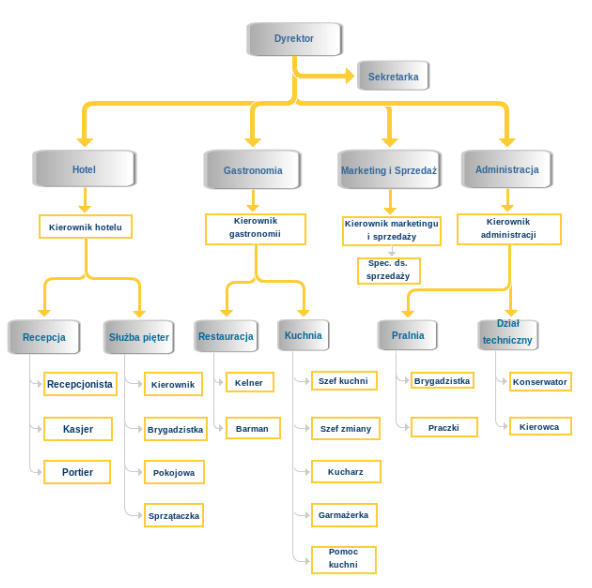 Dyrektor
Sekretarka
Hotel
Gastronomia
Marketing i Sprzedaż
Administracja
Kierownik hotelu
Kierownik
gastronomii
Kierownik marketingu
i sprzedaży
Kierownik
administracji
Spec. ds.
sprzedaży
Recepcja
Służba pięter
Restauracja
Kuchnia
Pralnia
Dział
techniczny
Recepcjonista
Kierownik
Kelner
Szef kuchni
Brygadzistka
Konserwator
Kasjer
Brygadzistka
Barman
Szef zmiany
Praczki
Kierowca
Portier
Pokojowa
Kucharz
Sprzątaczka
Garmażerka
Pomoc
kuchni